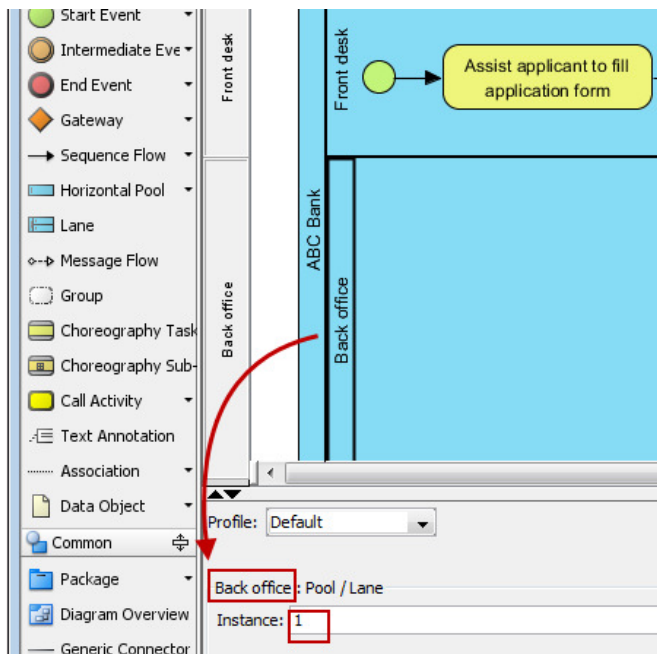 Start Event
Intermediate Eve
End Event
Gateway
Sequence Flow
Horizontal Pool
Lane
Message Flow
Group
Choreography Task
Choreography Sub-
Call Activity
Text Annotation
Association
Data Object
Common
Package
Diagram Overview
Generic Connector
Front desk
Back office
ABC Bank
Front desk
Back office
Assist applicant to fill
application form
Profile: Default
Back office : Pool / Lane
Instance: 1